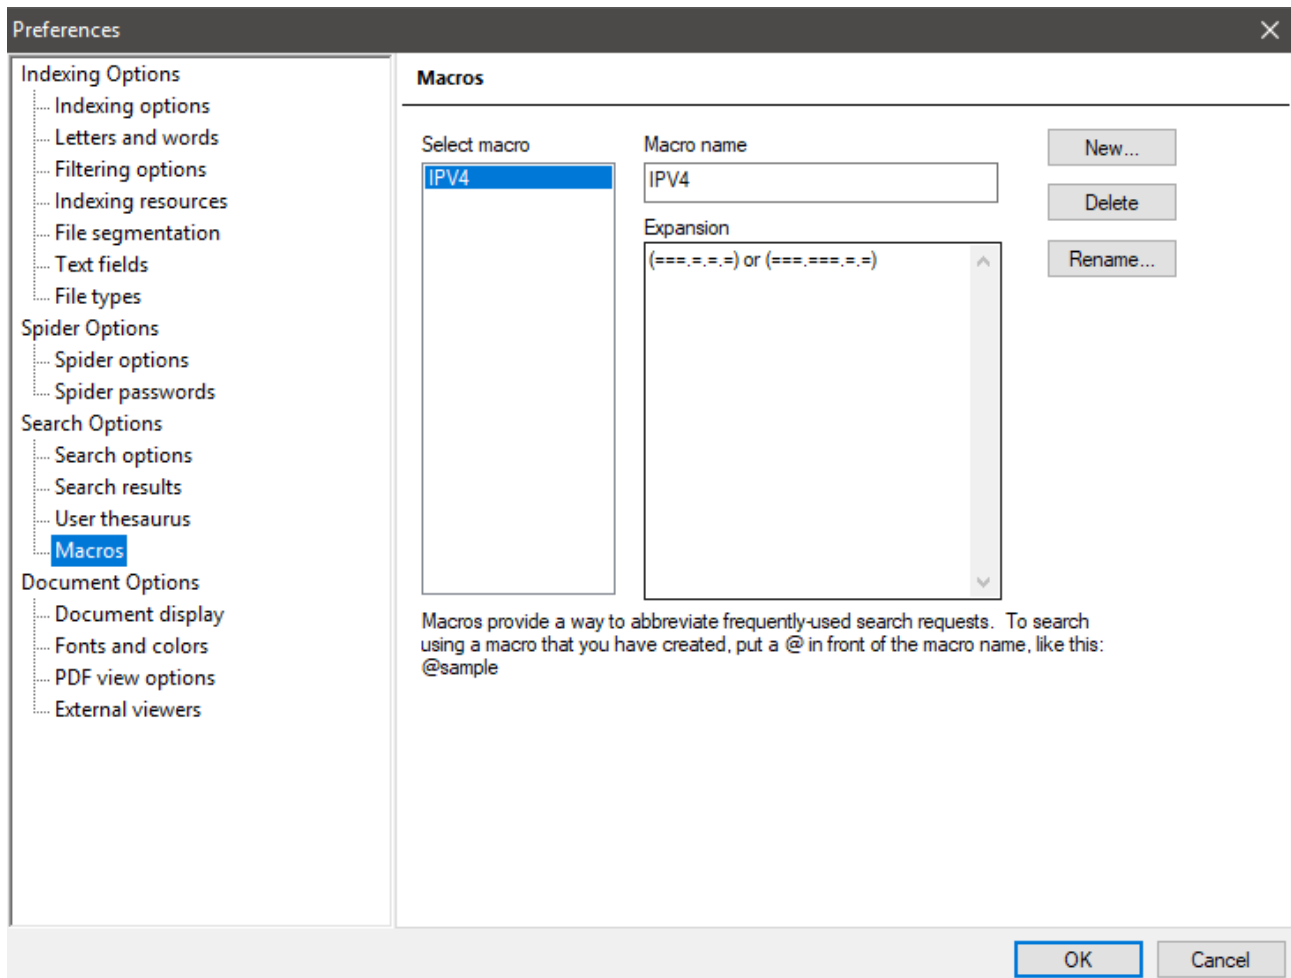 Preferences
Indexing Options
Indexing options
Letters and words
Filtering options
Indexing resources
File segmentation
Text fields
File types
Spider Options
Spider options
Spider passwords
Search Options
Search options
Search results
User thesaurus
Macros
Document Options
Document display
Fonts and colors
PDF view options
External viewers
Macros
Select macro
IPV4
Macro name
IPV4
Expansion
(===.=.=.=) or (===.===.=.=)
New...
Delete
Rename...
Macros provide a way to abbreviate frequently-used search requests.  To search
using a macro that you have created, put a @ in front of the macro name, like this:
@sample
OK
Cancel